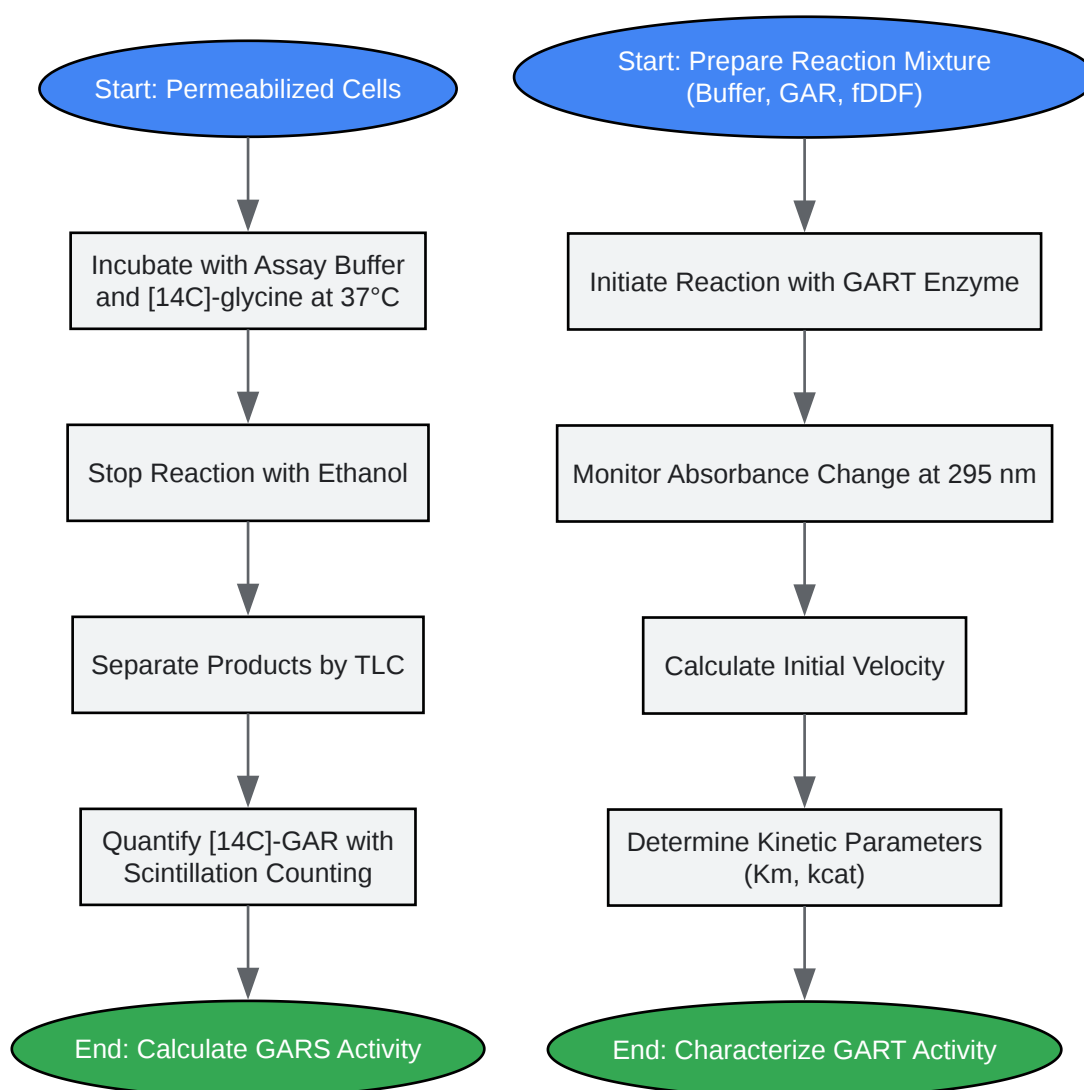 Start: Permeabilized Cells
Incubate with Assay Buffer
and [14C]-glycine at 37°C
Stop Reaction with Ethanol
Separate Products by TLC
Quantify [14C]-GAR with
Scintillation Counting
End: Calculate GARS Activity
Start: Prepare Reaction Mixture
(Buffer, GAR, fDDF)
Initiate Reaction with GART Enzyme
Monitor Absorbance Change at 295 nm
Calculate Initial Velocity
Determine Kinetic Parameters
(Km, kcat)
End: Characterize GART Activity